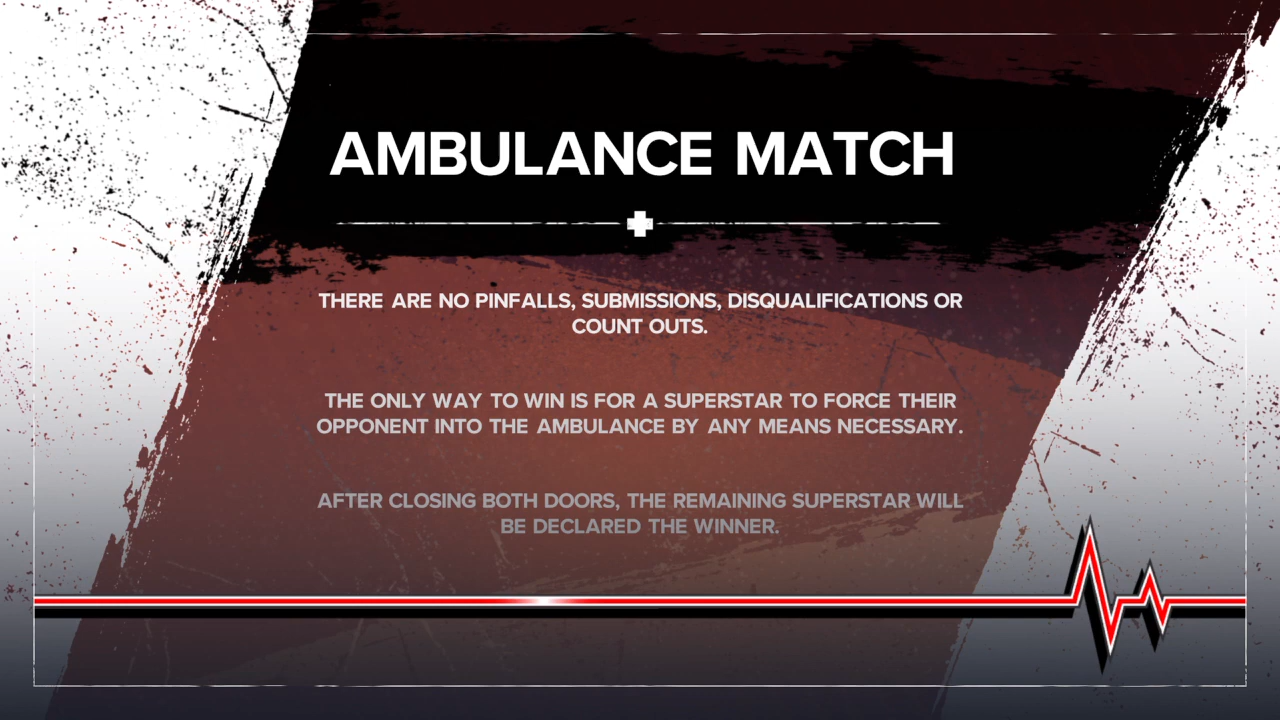 AMBULANCE MATCH
THERE ARE NO PINFALLS, SUBMISSIONS, DISQUALIFICATIONS OR
COUNT OUTS.
THE ONLY WAY TO WIN IS FOR A SUPERSTAR TO FORCE THEIR
OPPONENT INTO THE AMBULANCE BY ANY MEANS NECESSARY.
AFTER CLOSING BOTH DOORS, THE REMAINING SUPERSTAR WILL
BE DECLARED THE WINNER.